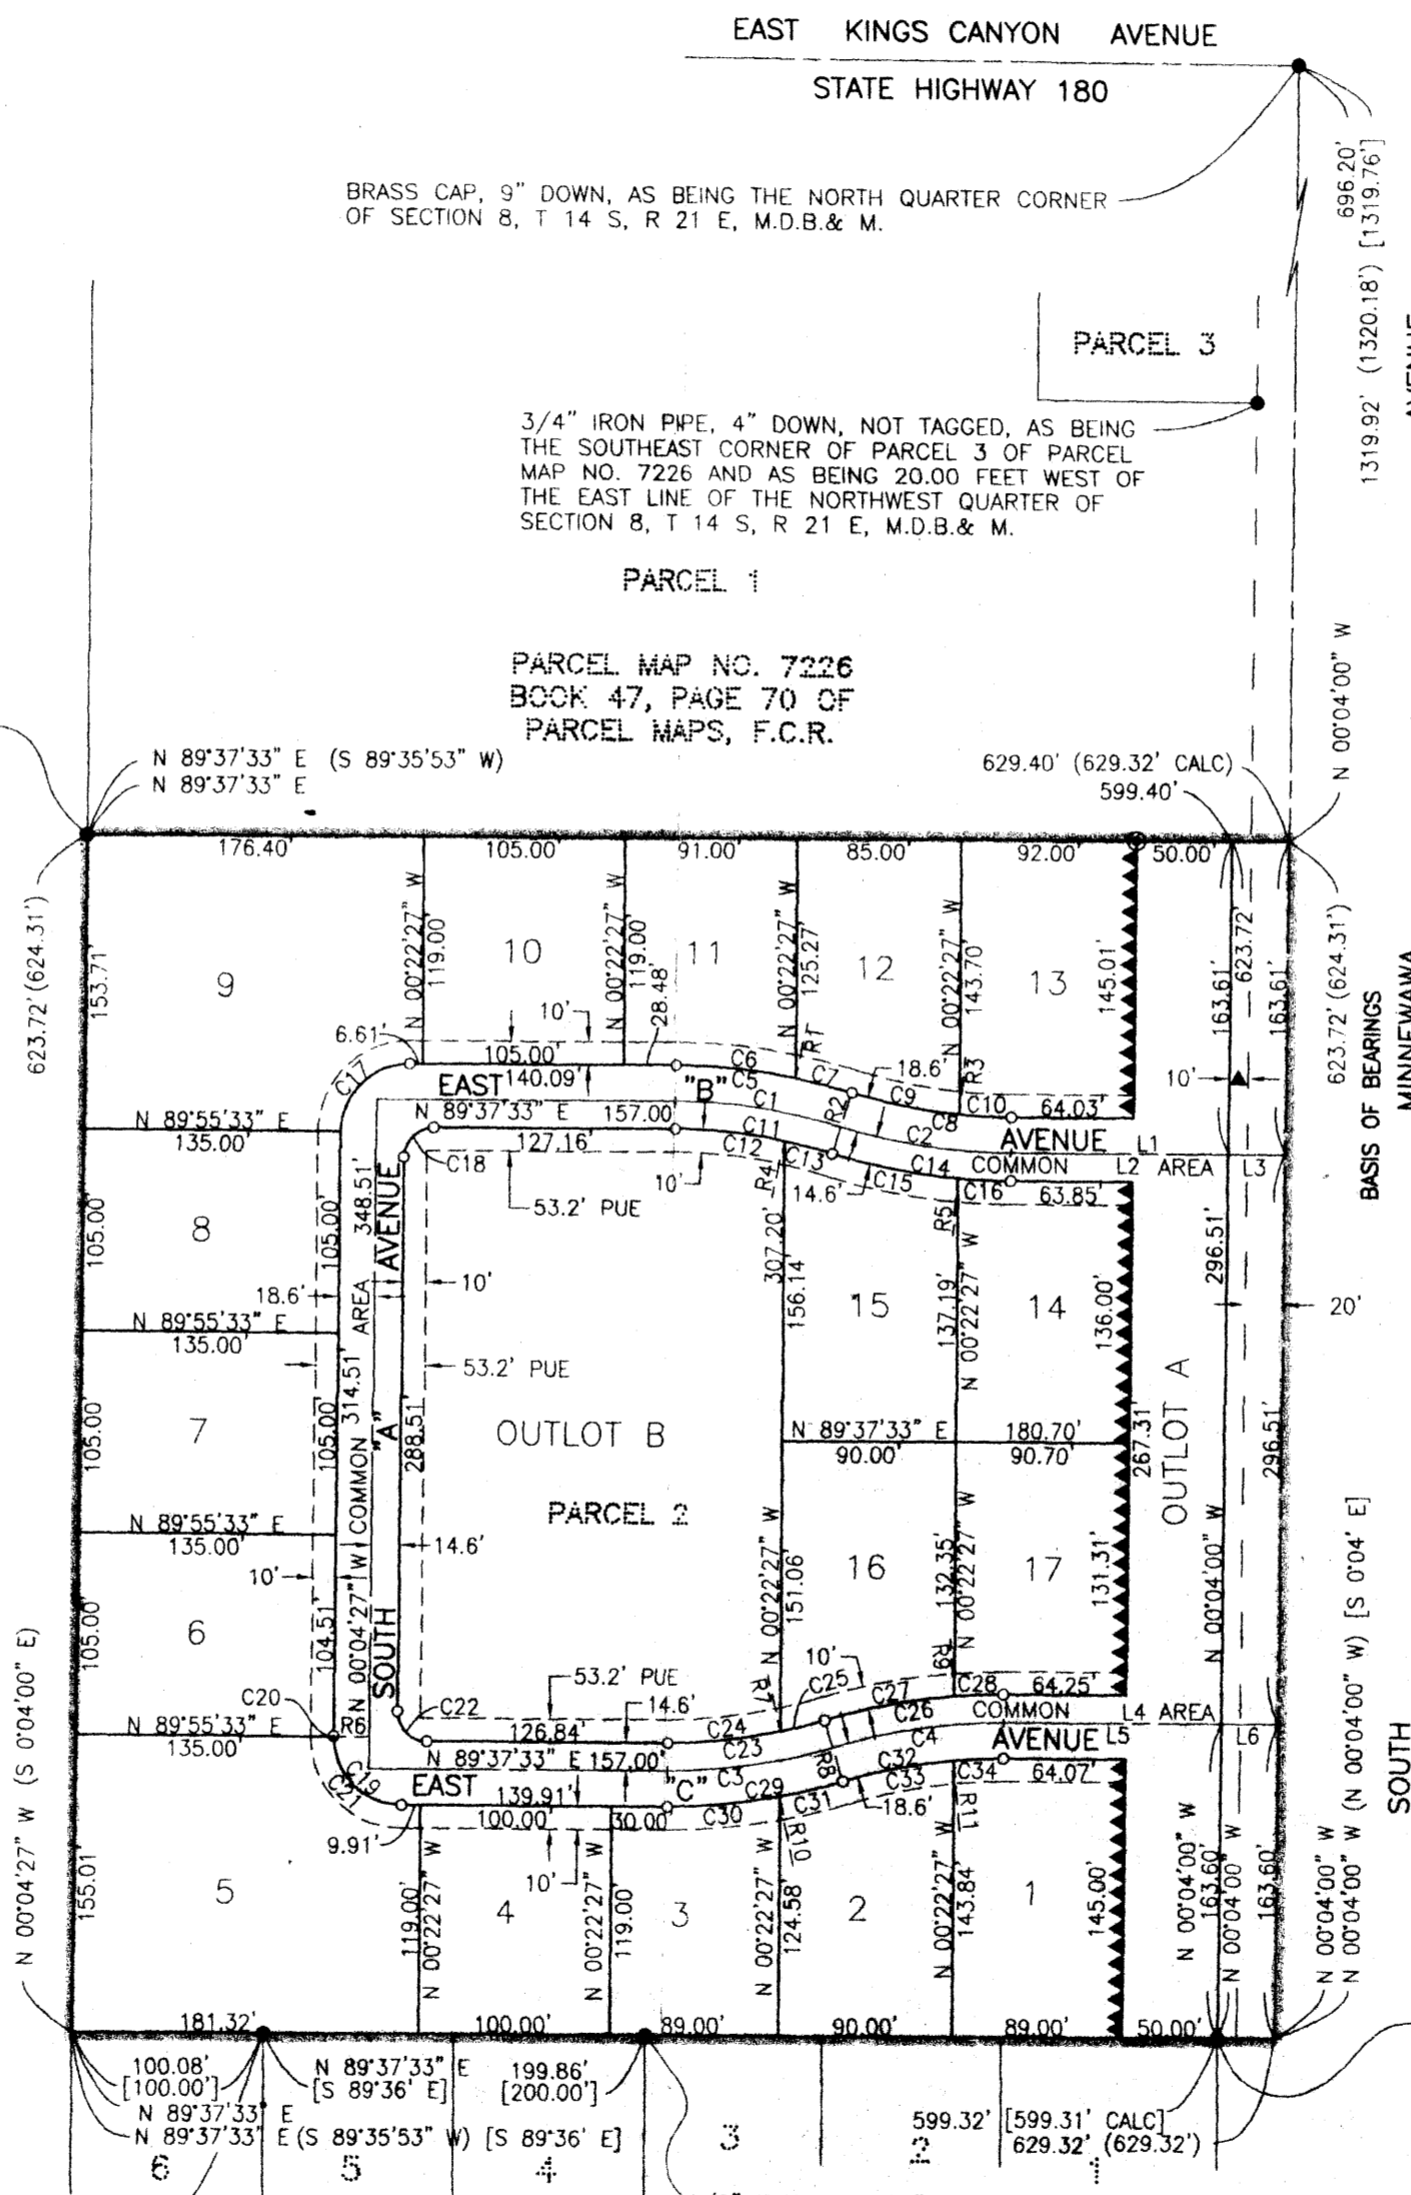 EAST KINGS CANYON AVENUE
STATE HIGHWAY 180
696.20'
1319.92' (1320.18') [1319.76']
BRASS CAP, 9" DOWN, AS BEING THE NORTH QUARTER CORNER
OF SECTION 8, T 14 S, R 21 E, M.D.B.& M.
PARCEL 3
AVENUE
3/4" IRON PIPE, 4" DOWN, NOT TAGGED, AS BEING
THE SOUTHEAST CORNER OF PARCEL 3 OF PARCEL
MAP NO. 7226 AND AS BEING 20.00 FEET WEST OF
THE EAST LINE OF THE NORTHWEST QUARTER OF
SECTION 8, T 14 S, R 21 E, M.D.B.& M.
PARCEL 1
PARCEL MAP NO. 7226
BOOK 47, PAGE 70 OF
PARCEL MAPS, F.C.R.
N 00°04'00" W
N 89°37'33" E (S 89°35'53" W)
N 89°37'33" E
629.40' (629.32' CALC)
599.40'
176.40'
105.00'
91.00'
85.00'
92.00'
50.00'
623.72' (624.31')
153.71'
9
N 00°22'27" W
119.00'
10
N 00°22'27" W
119.00'
28.48'
11
N 00°22'27" W
125.27'
12
N 00°22'27" W
143.70'
13
145.01'
163.61'
623.72'
163.61'
623.72' (624.31')
BASIS OF BEARINGS
MINNEWAWA
10'
6.61'
105.00'
C17
EAST
140.09'
"B"
C6
C5
C1
R1
C7
18.6'
R2
C9
C8
R3
C10
64.03'
10'
N 89°55'33" E
135.00'
N 89°37'33" E
157.00'
127.16'
C18
C11
C12
C13
C2
AVENUE
L1
COMMON
L2
AREA
L3
C14
C15
C16
63.85'
R4
14.6'
R5
10'
53.2' PUE
105.00'
8
105.00'
348.51'
AVENUE
10'
18.6'
AREA
307.20'
156.14'
15
137.19'
N 00°22'27" W
14
136.00'
296.51'
20'
N 89°55'33" E
135.00'
53.2' PUE
105.00'
7
105.00'
314.51'
COMMON
"A"
288.51'
OUTLOT B
PARCEL 2
N 89°37'33" E
180.70'
90.00'
90.70'
267.31'
OUTLOT A
296.51'
N 89°55'33" E
135.00'
14.6'
10'
105.00'
6
104.51'
N 00°04'27" W
SOUTH
N 00°22'27" W
151.06'
16
132.35'
N 00°22'27" W
17
131.31'
N 00°04'00" W
N 00°04'27" W (S 0°04'00" E)
C20
N 89°55'33" E
135.00'
R6
C22
53.2' PUE
14.6'
126.84'
R7
10'
C25
C24
C23
C27
C26
R9
C28
64.25'
COMMON
L4
AREA
AVENUE
L5
L6
C19
C21
N 89°37'33" E
157.00'
EAST
139.91'
"C"
C3
C29
R8
C4
C32
C33
C34
64.07'
100.00'
30.00'
C30
C31
18.6'
R11
R10
9.91'
10'
155.01'
5
119.00'
N 00°22'27" W
4
N 00°22'27" W
119.00'
3
N 00°22'27" W
124.58'
2
N 00°22'27" W
143.84'
1
145.00'
N 00°04'00" W
163.60'
N 00°04'00" W
163.60'
N 00°04'00" W
N 00°04'00" W (N 00°04'00" W) [S 0°04' E]
SOUTH
181.32'
100.00'
89.00'
90.00'
89.00'
50.00'
100.08'
[100.00']
N 89°37'33" E
[S 89°36' E]
199.86'
[200.00']
N 89°37'33" E
N 89°37'33" E (S 89°35'53" W) [S 89°36' E]
599.32' [599.31' CALC]
629.32' (629.32')
6
5
4
3
2
1